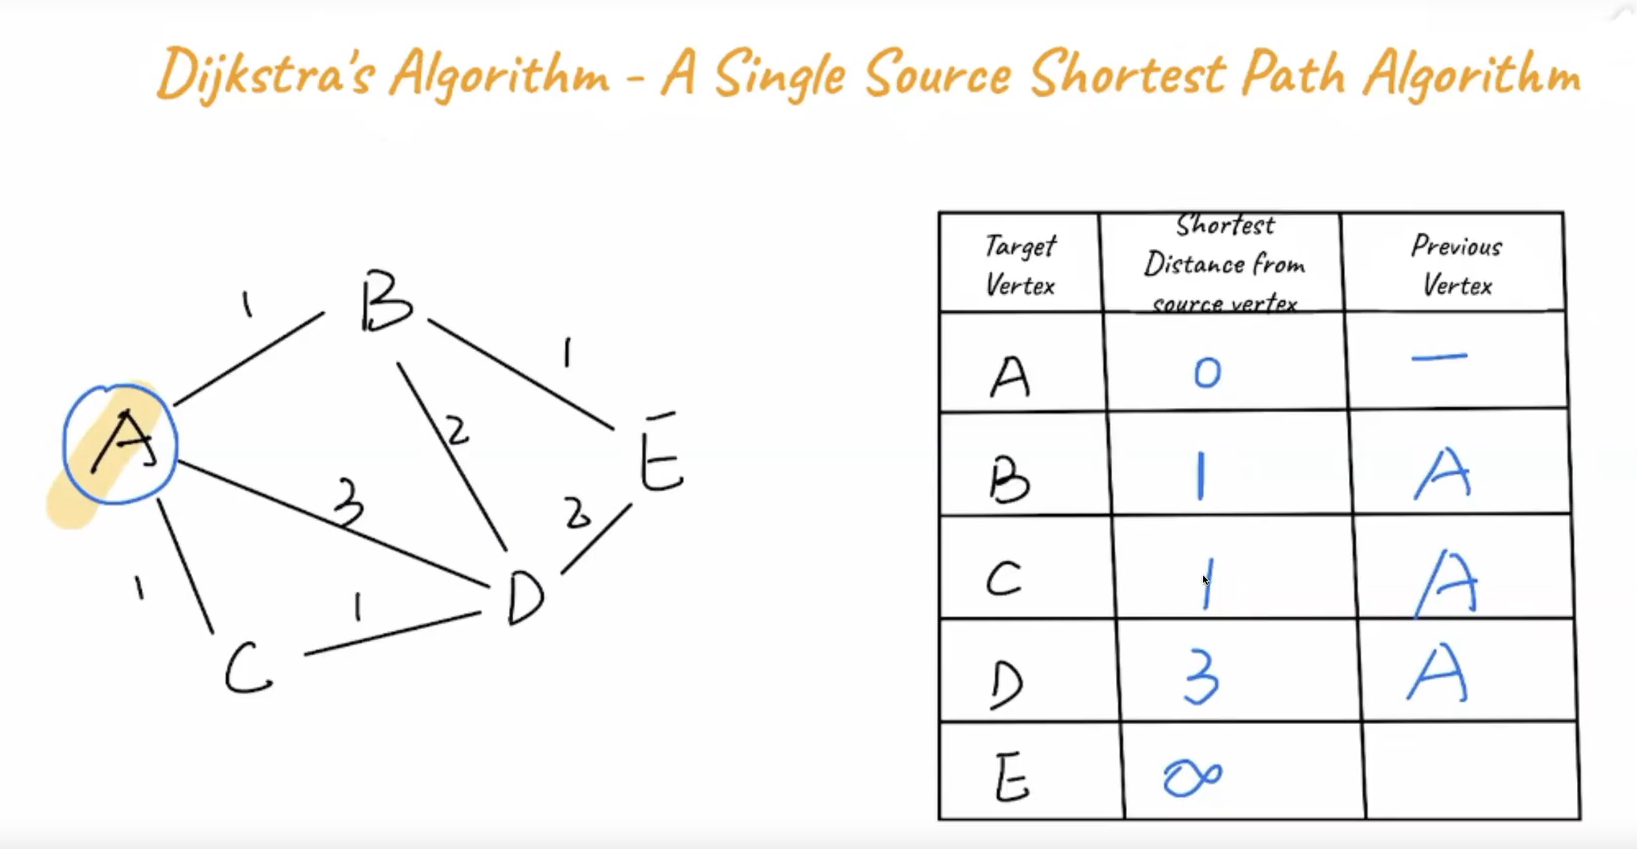 Dijkstra's Algorithm - A Single Source Shortest Path Algorithm
1
B
1
A
2
E
3
2
1
1
D
C
Target
Vertex
Shortest
Distance from
source vertex
Previous
Vertex
A 0 —
B 1 A
C 1 A
D 3 A
E ∞